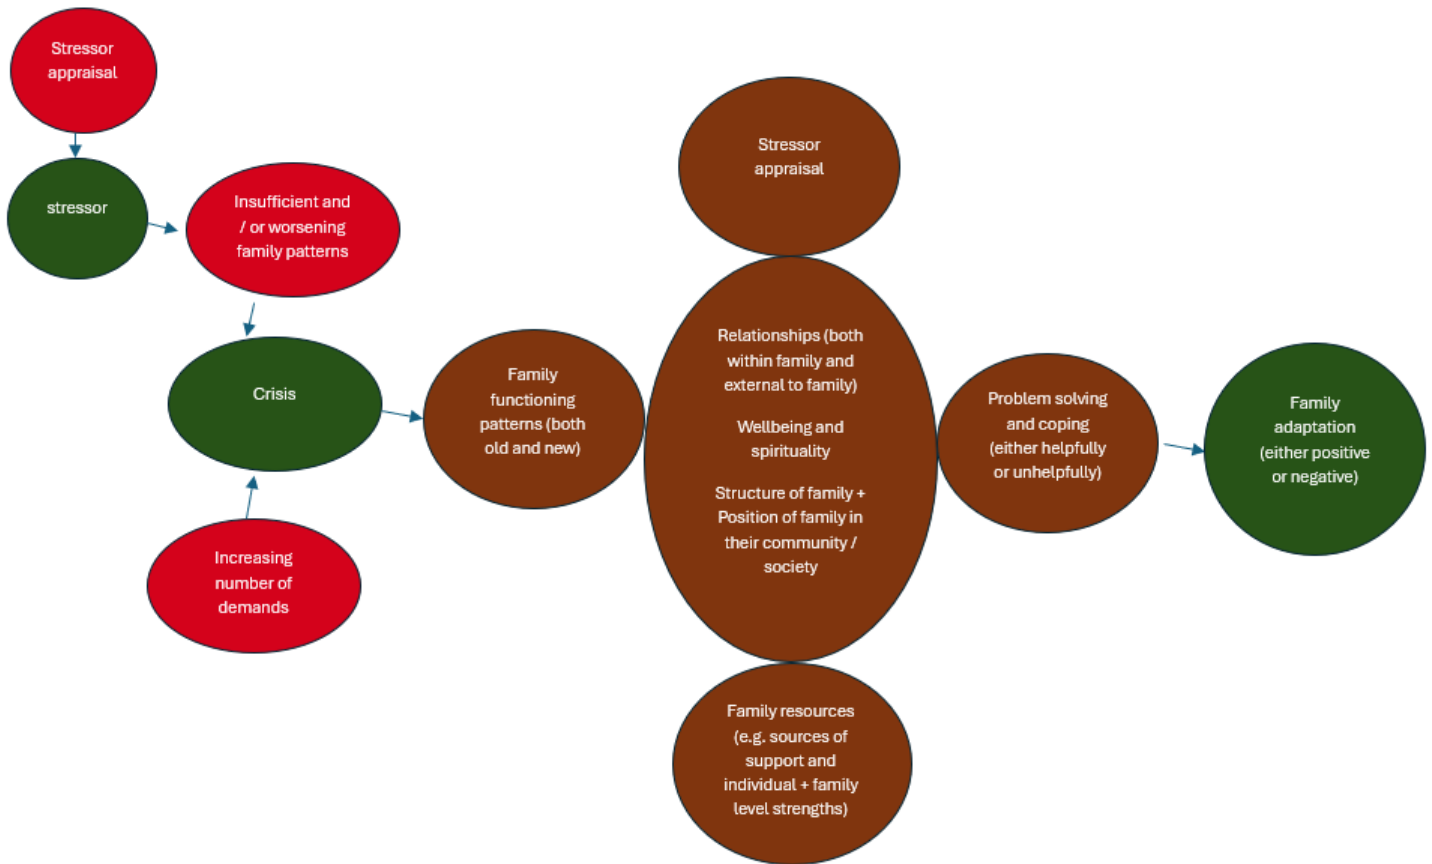 Stressor
appraisal
stressor
Insufficient and
/ or worsening
family patterns
Crisis
Increasing
number of
demands
Family
functioning
patterns (both
old and new)
Stressor
appraisal
Relationships (both
within family and
external to family)
Wellbeing and
spirituality
Structure of family +
Position of family in
their community /
society
Family resources
(e.g. sources of
support and
individual + family
level strengths)
Problem solving
and coping
(either helpfully
or unhelpfully)
Family
adaptation
(either positive
or negative)